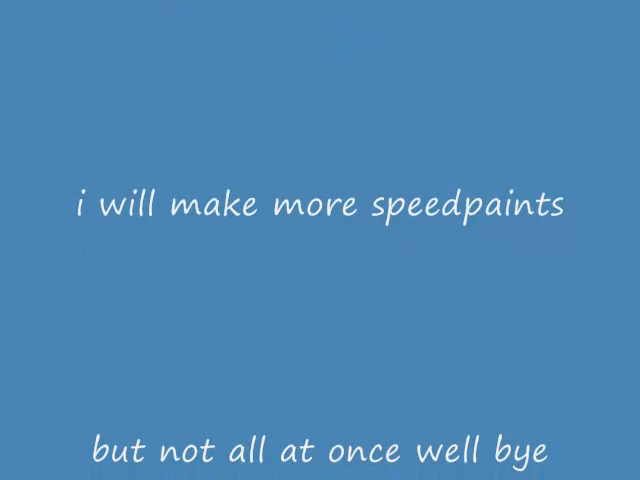 i will make more speedpaints
but not all at once well bye